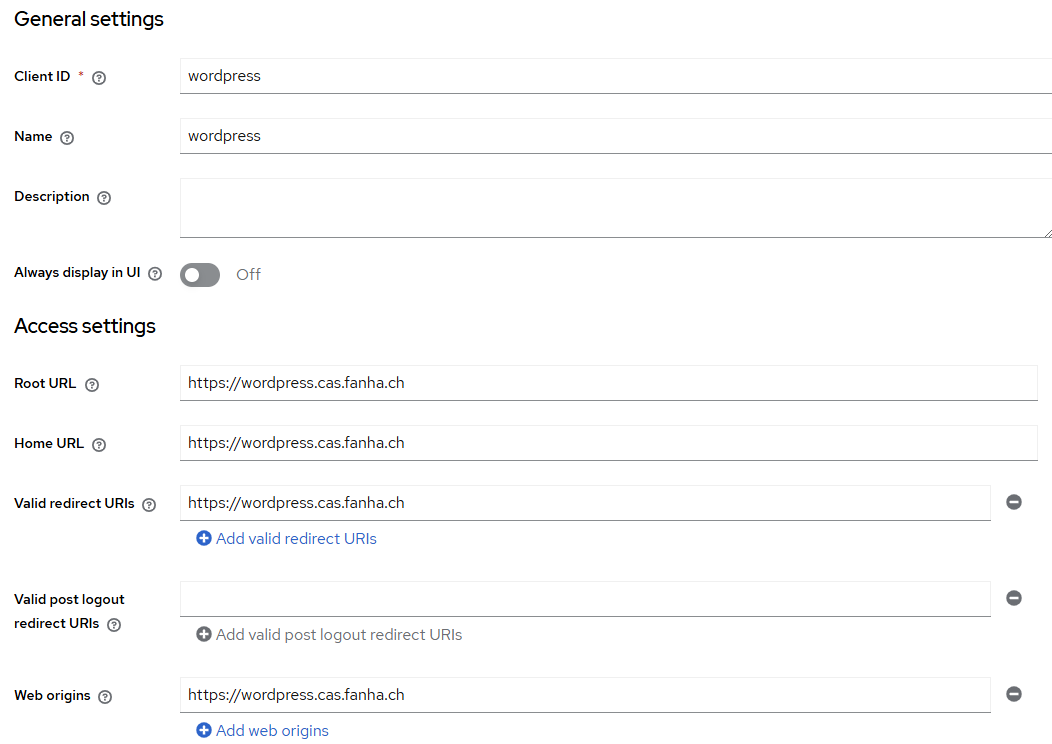 General settings
Client ID *
wordpress
Name
wordpress
Description
Always display in UI
Off
Access settings
Root URL
https://wordpress.cas.fanha.ch
Home URL
https://wordpress.cas.fanha.ch
Valid redirect URIs
https://wordpress.cas.fanha.ch
Add valid redirect URIs
Valid post logout
redirect URIs
Add valid post logout redirect URIs
Web origins
https://wordpress.cas.fanha.ch
Add web origins